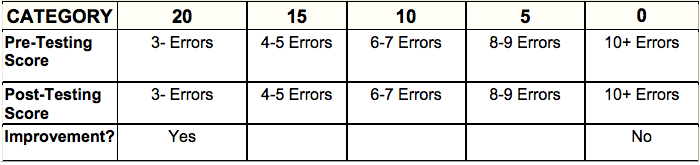 CATEGORY 20 15 10 5 0
Pre-Testing 3- Errors 4-5 Errors 6-7 Errors 8-9 Errors 10+ Errors
Score
Post-Testing 3- Errors 4-5 Errors 6-7 Errors 8-9 Errors 10+ Errors
Score
Improvement? Yes No